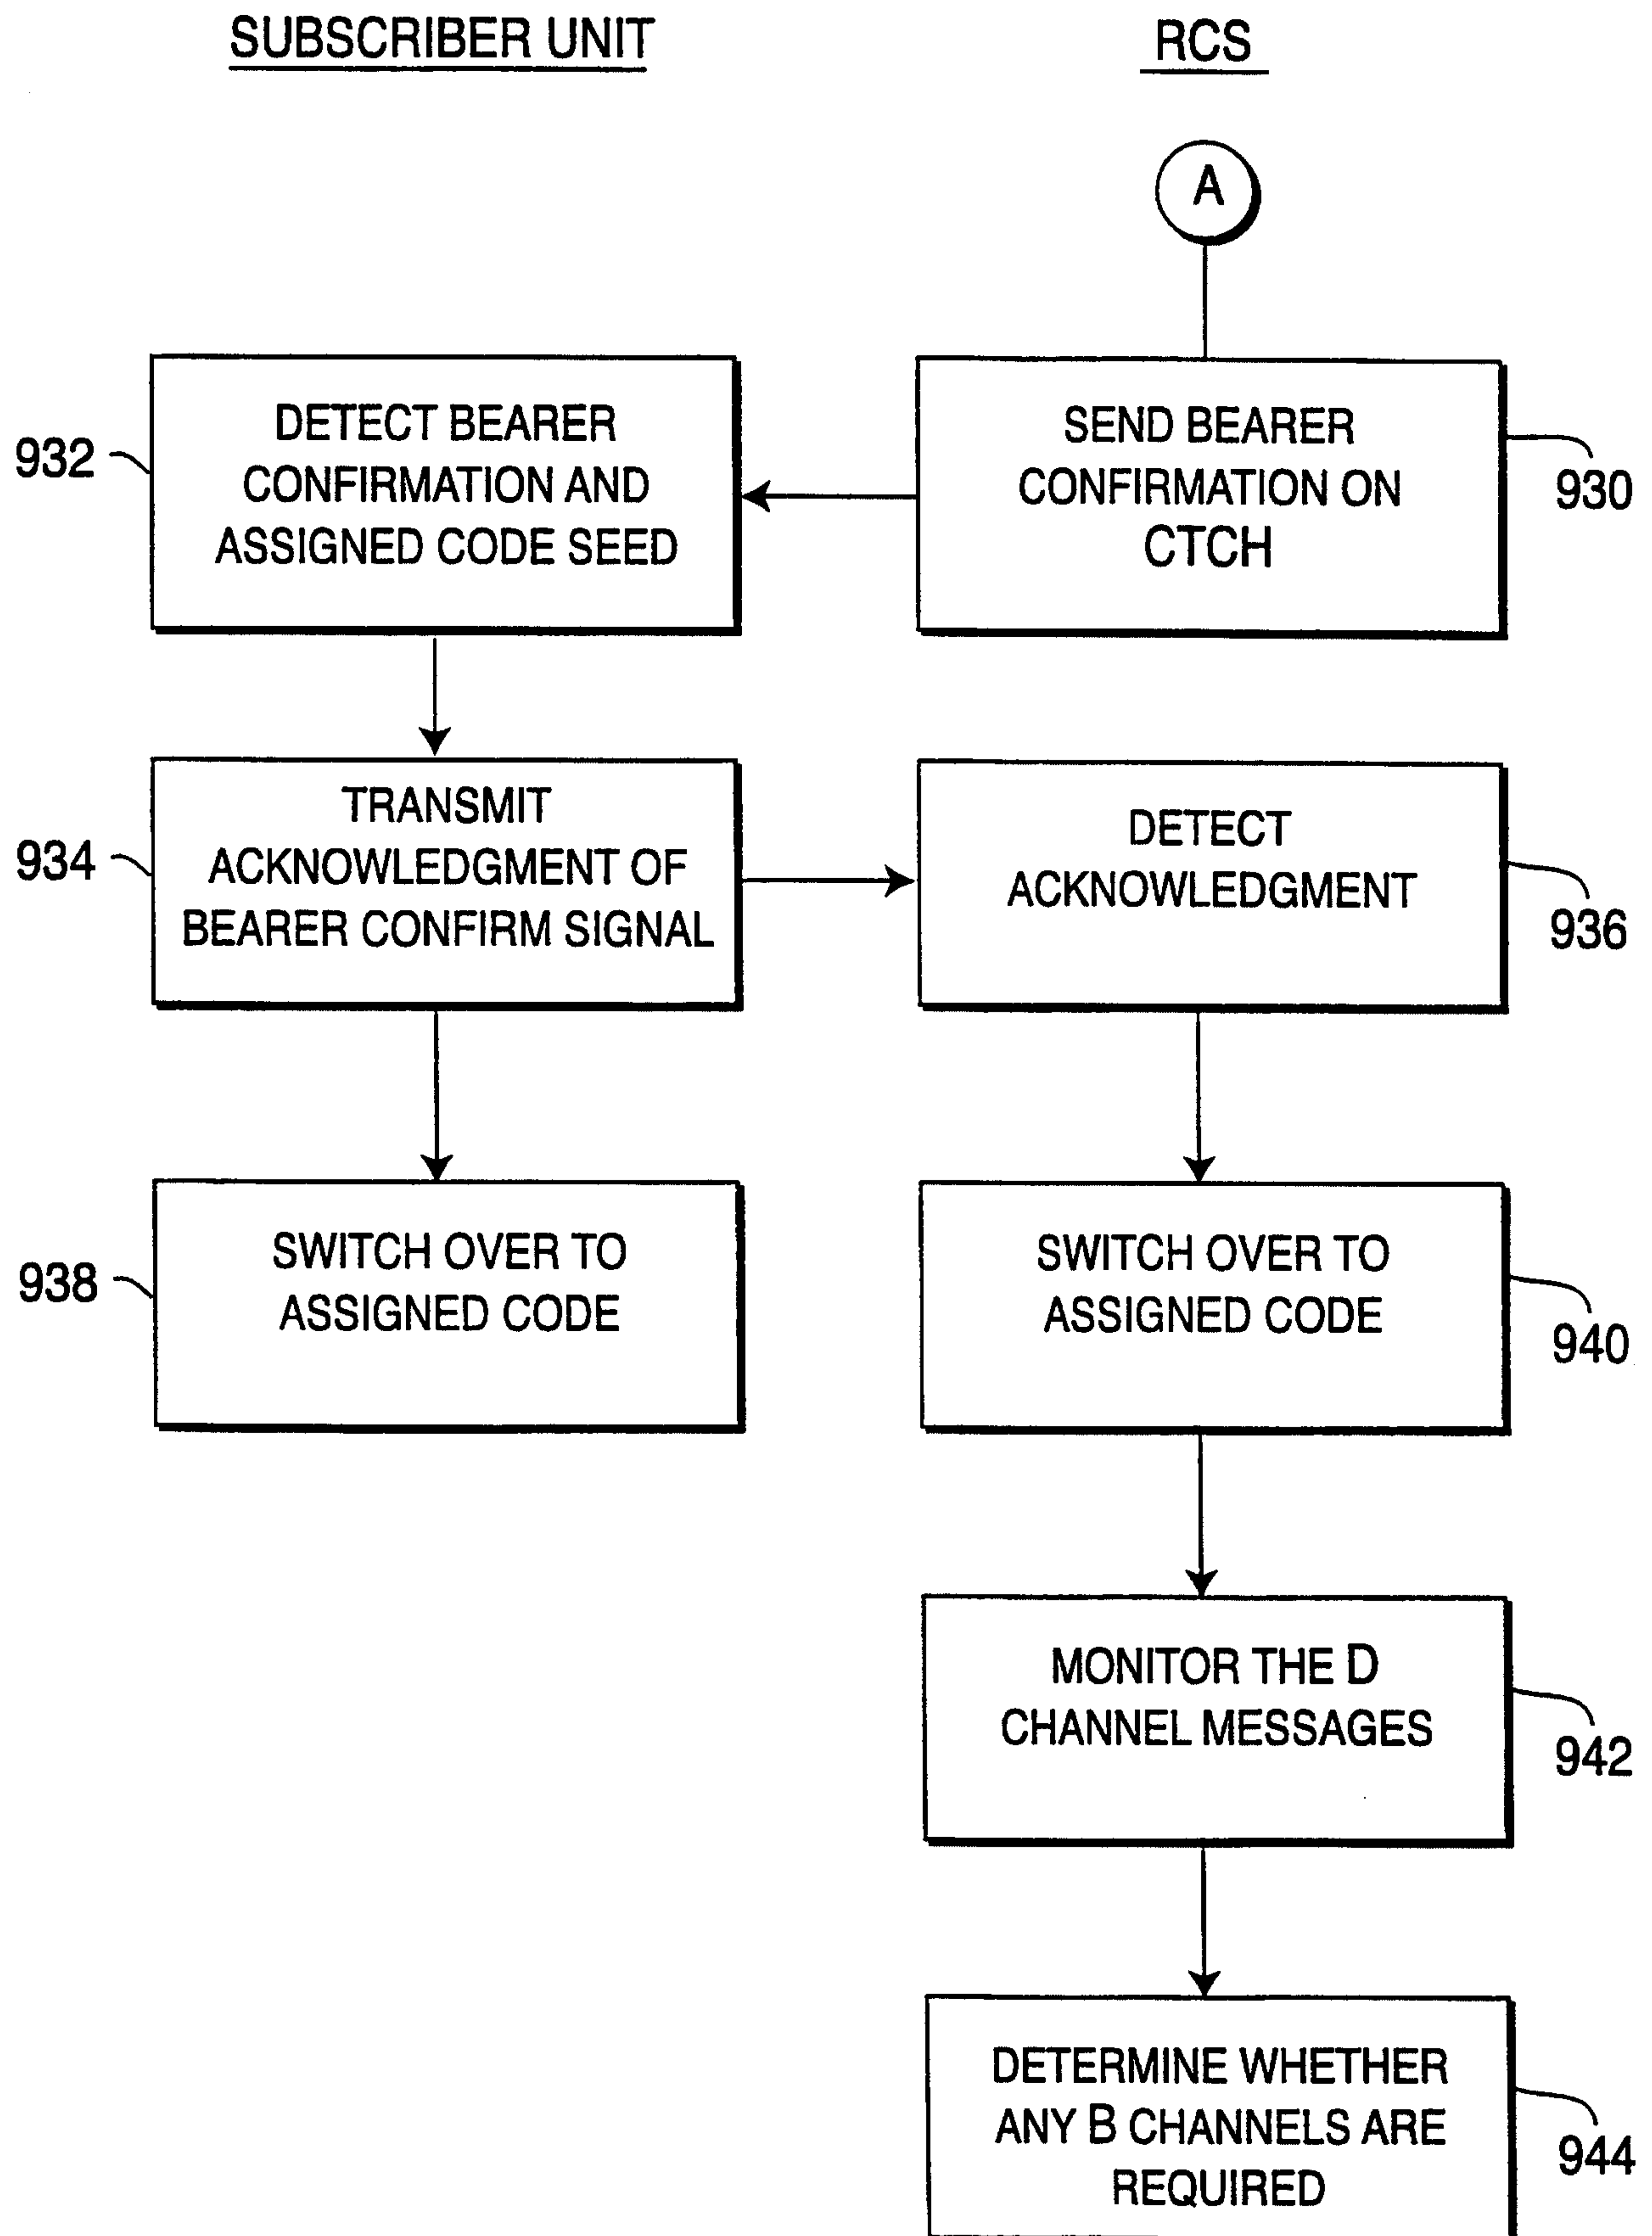 SUBSCRIBER UNIT
RCS
A
932
DETECT BEARER
CONFIRMATION AND
ASSIGNED CODE SEED
SEND BEARER
CONFIRMATION ON
CTCH
930
934
TRANSMIT
ACKNOWLEDGMENT OF
BEARER CONFIRM SIGNAL
DETECT
ACKNOWLEDGMENT
936
938
SWITCH OVER TO
ASSIGNED CODE
SWITCH OVER TO
ASSIGNED CODE
940
MONITOR THE D
CHANNEL MESSAGES
942
DETERMINE WHETHER
ANY B CHANNELS ARE
REQUIRED
944